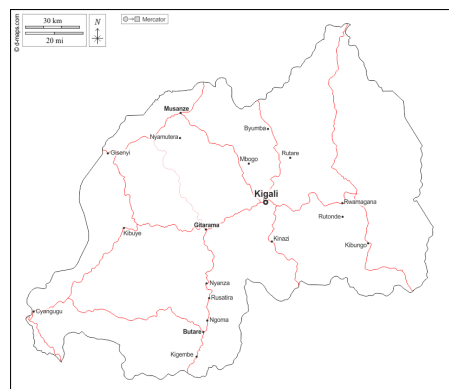 © d-maps.com
30 km
20 mi
N
Mercator
Musanze
Nyamutera
Byumba
Gisenyi
Mbogo
Rutare
Kigali
Rwamagana
Rutonde
Gitarama
Kibuye
Kinazi
Kibungo
Nyanza
Rusatira
Cyangugu
Ngoma
Butare
Kigembe